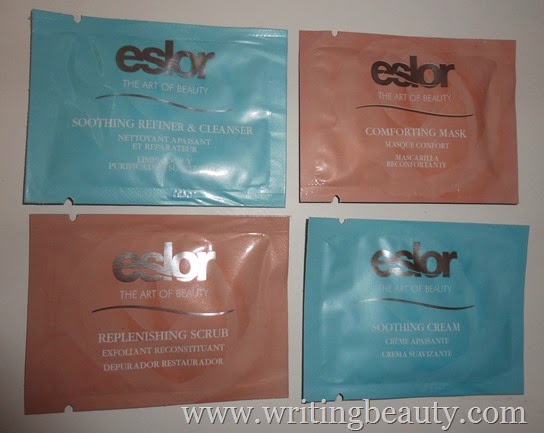 eslor
THE ART OF BEAUTY
SOOTHING REFINER & CLEANSER
NETTOYANT APAISANT
ET RÉPARATEUR
eslor
THE ART OF BEAUTY
COMFORTING MASK
MASQUE CONFORT
MASCARILLA
RECONFORTANTE
eslor
THE ART OF BEAUTY
REPLENISHING SCRUB
EXFOLIANT RECONSTITUANT
DEPURADOR RESTAURADOR
eslor
THE ART OF BEAUTY
SOOTHING CREAM
CRÈME APAISANTE
CREMA SUAVIZANTE
www.writingbeauty.com